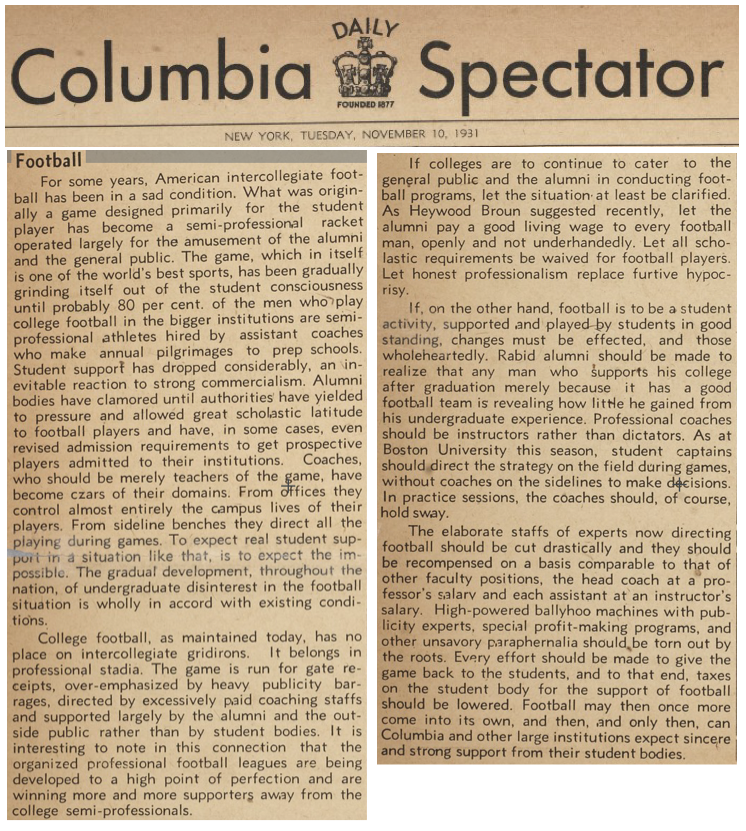 DAILY
Columbia Spectator
FOUNDED 1877
NEW YORK, TUESDAY, NOVEMBER 10, 1931
Football
For some years, American intercollegiate foot-
ball has been in a sad condition. What was origin-
ally a game designed primarily for the student
player has become a semi-professional racket
operated largely for the amusement of the alumni
and the general public. The game, which in itself
is one of the world's best sports, has been gradually
grinding itself out of the student consciousness
until probably 80 per cent. of the men who play
college football in the bigger institutions are semi-
professional athletes hired by assistant coaches
who make annual pilgrimages to prep schools.
Student support has dropped considerably, an in-
evitable reaction to strong commercialism. Alumni
bodies have clamored until authorities have yielded
to pressure and allowed great scholastic latitude
to football players and have, in some cases, even
revised admission requirements to get prospective
players admitted to their institutions. Coaches,
who should be merely teachers of the game, have
become czars of their domains. From offices they
control almost entirely the campus lives of their
players. From sideline benches they direct all the
playing during games. To expect real student sup-
port in a situation like that, is to expect the im-
possible. The gradual development, throughout the
nation, of undergraduate disinterest in the football
situation is wholly in accord with existing condi-
tions.
College football, as maintained today, has no
place on intercollegiate gridirons. It belongs in
professional stadia. The game is run for gate re-
ceipts, over-emphasized by heavy publicity bar-
rages, directed by excessively paid coaching staffs
and supported largely by the alumni and the out-
side public rather than by student bodies. It is
interesting to note in this connection that the
organized professional football leagues are being
developed to a high point of perfection and are
winning more and more supporters away from the
college semi-professionals.
If colleges are to continue to cater to the
general public and the alumni in conducting foot-
ball programs, let the situation at least be clarified.
As Heywood Broun suggested recently, let the
alumni pay a good living wage to every football
man, openly and not underhandedly. Let all scho-
lastic requirements be waived for football players.
Let honest professionalism replace furtive hypoc-
risy.
If, on the other hand, football is to be a student
activity, supported and played by students in good
standing, changes must be effected, and those
wholeheartedly. Rabid alumni should be made to
realize that any man who supports his college
after graduation merely because it has a good
football team is revealing how little he gained from
his undergraduate experience. Professional coaches
should be instructors rather than dictators. As at
Boston University this season, student captains
should direct the strategy on the field during games,
without coaches on the sidelines to make decisions.
In practice sessions, the coaches should, of course,
hold sway.
The elaborate staffs of experts now directing
football should be cut drastically and they should
be recompensed on a basis comparable to that of
other faculty positions, the head coach at a pro-
fessor's salary and each assistant at an instructor's
salary. High-powered ballyhoo machines with pub-
licity experts, special profit-making programs, and
other unsavory paraphernalia should be torn out by
the roots. Every effort should be made to give the
game back to the students, and to that end, taxes
on the student body for the support of football
should be lowered. Football may then once more
come into its own, and then, and only then, can
Columbia and other large institutions expect sincere
and strong support from their student bodies.